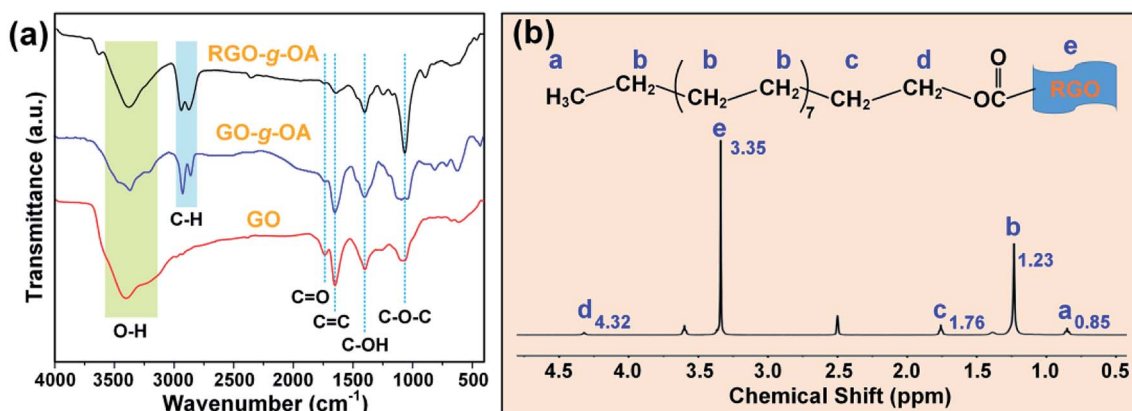 (a)
RGO-g-OA
GO-g-OA
GO
C-H
O-H
C=O
C=C
C-OH
C-O-C
Transmittance (a.u.)
4000 3500 3000 2500 2000 1500 1000 500
Wavenumber (cm⁻¹)
(b)
a b b b c d e
H₃C CH₂ CH₂ CH₂ 7 CH₂ CH₂ OC O RGO
e
3.35
b
1.23
d 4.32
c 1.76
a 0.85
4.5 4.0 3.5 3.0 2.5 2.0 1.5 1.0 0.5
Chemical Shift (ppm)